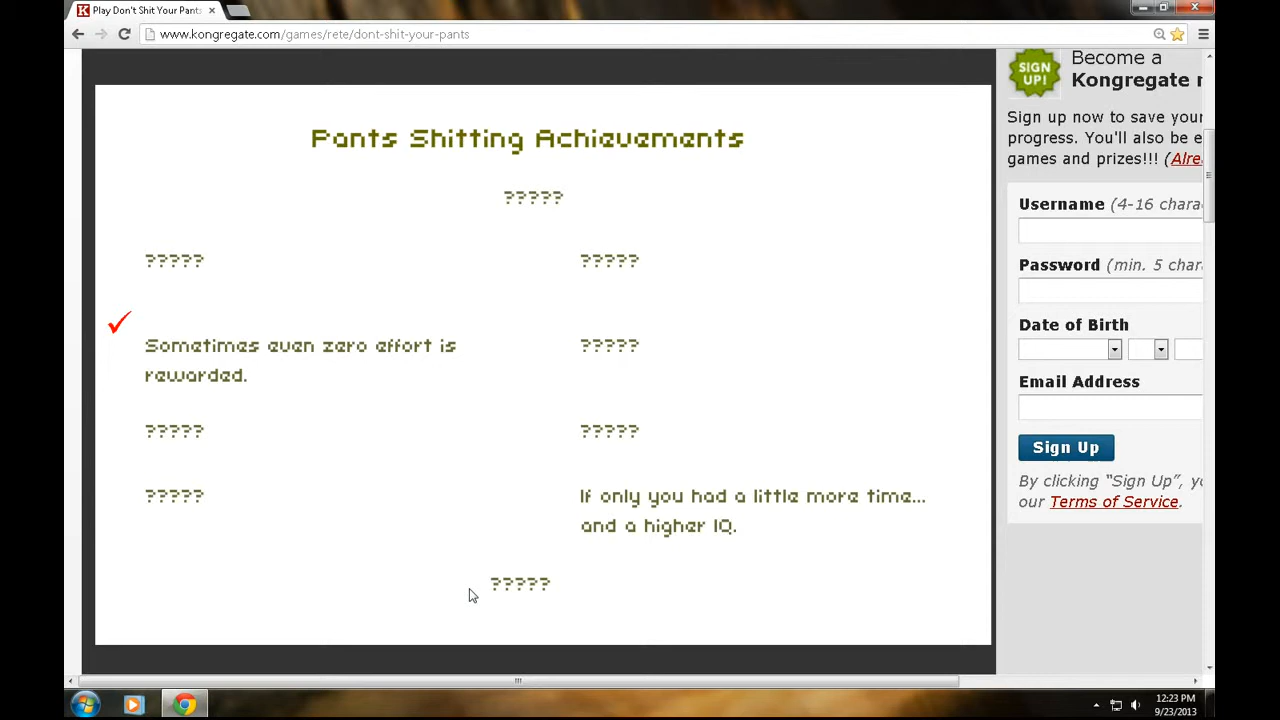 Play Don't Shit Your Pants
www.kongregate.com/games/rete/dont-shit-your-pants
Pants Shitting Achievements
?????
????? ?????
Sometimes even zero effort is
rewarded.
?????
????? ?????
?????
If only you had a little more time...
and a higher IQ.
?????
SIGN UP!
Become a
Kongregate
Sign up now to save your
progress. You'll also be e
games and prizes!!! (Alre
Username (4-16 chara
Password (min. 5 char
Date of Birth
Email Address
Sign Up
By clicking "Sign Up", yo
our Terms of Service.
12:23 PM
9/23/2013